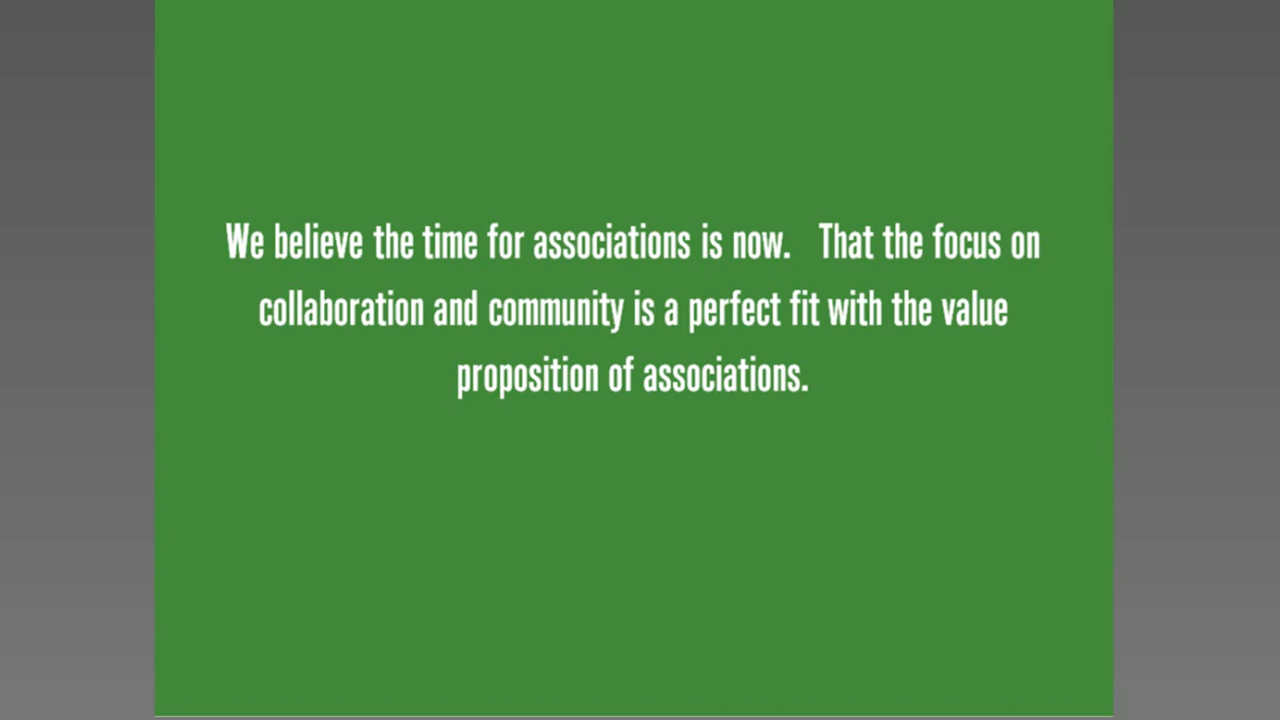 We believe the time for associations is now. That the focus on
collaboration and community is a perfect fit with the value
proposition of associations.